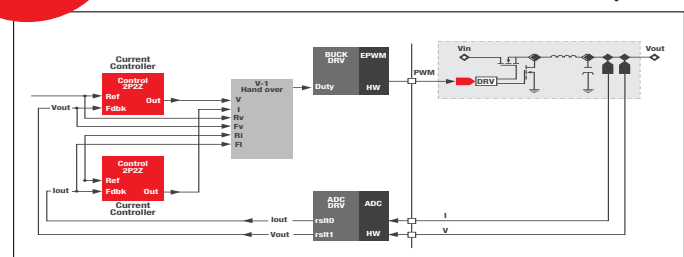 Current
Controller
Control
2P2Z
Ref
Out
Fdbk
Vout
V-1
Hand over
V
I
Rv
Fv
Ri
FI
BUCK
DRV
EPWM
Duty
HW
PWM
Vin
Vout
DRV
Control
2P2Z
Ref
Fdbk
Out
Iout
Current
Controller
ADC
DRV
ADC
Iout
rslt0
Vout
rslt1
HW
I
V